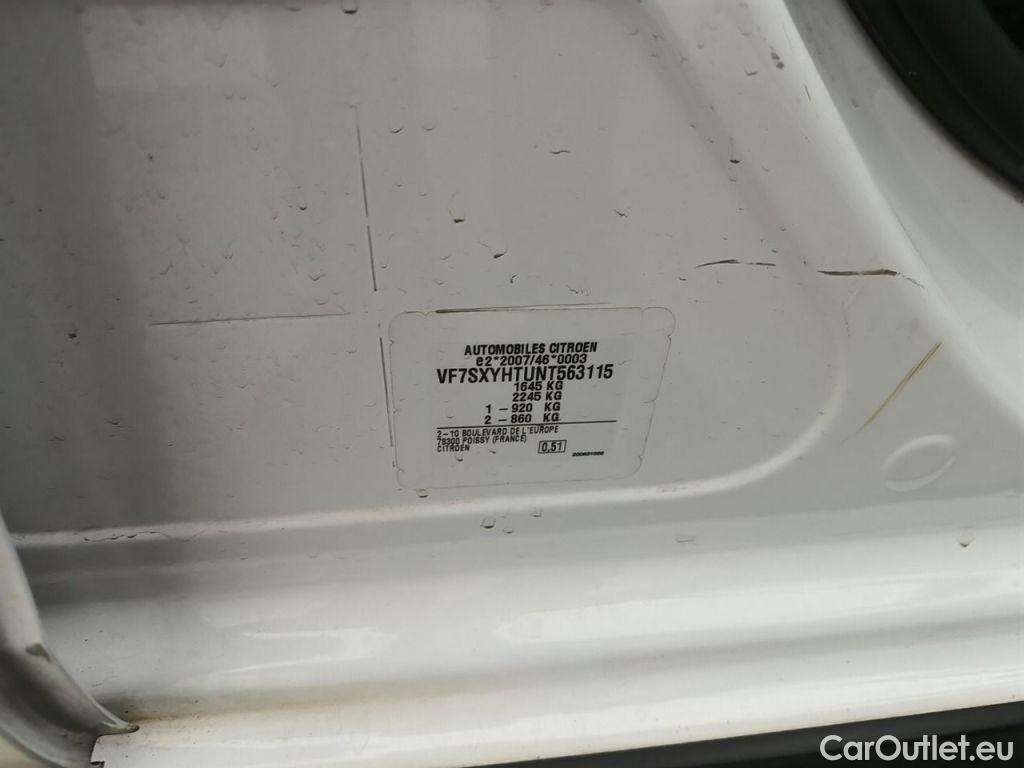 AUTOMOBILES CITROEN
e2*2007/46*0003
VF7SXYHTUNT563115
1645 KG
2245 KG
1 – 920 KG
2 – 860 KG
2–10 BOULEVARD DE L'EUROPE
78300 POISSY (FRANCE)
CITROEN 0,51
CarOutlet.eu